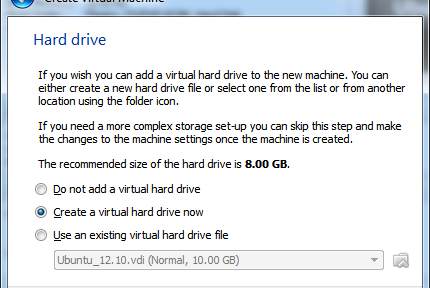 Create Virtual Machine
Hard drive
If you wish you can add a virtual hard drive to the new machine. You can
either create a new hard drive file or select one from the list or from another
location using the folder icon.
If you need a more complex storage set-up you can skip this step and make
the changes to the machine settings once the machine is created.
The recommended size of the hard drive is 8.00 GB.
Do not add a virtual hard drive
Create a virtual hard drive now
Use an existing virtual hard drive file
Ubuntu_12.10.vdi (Normal, 10.00 GB)